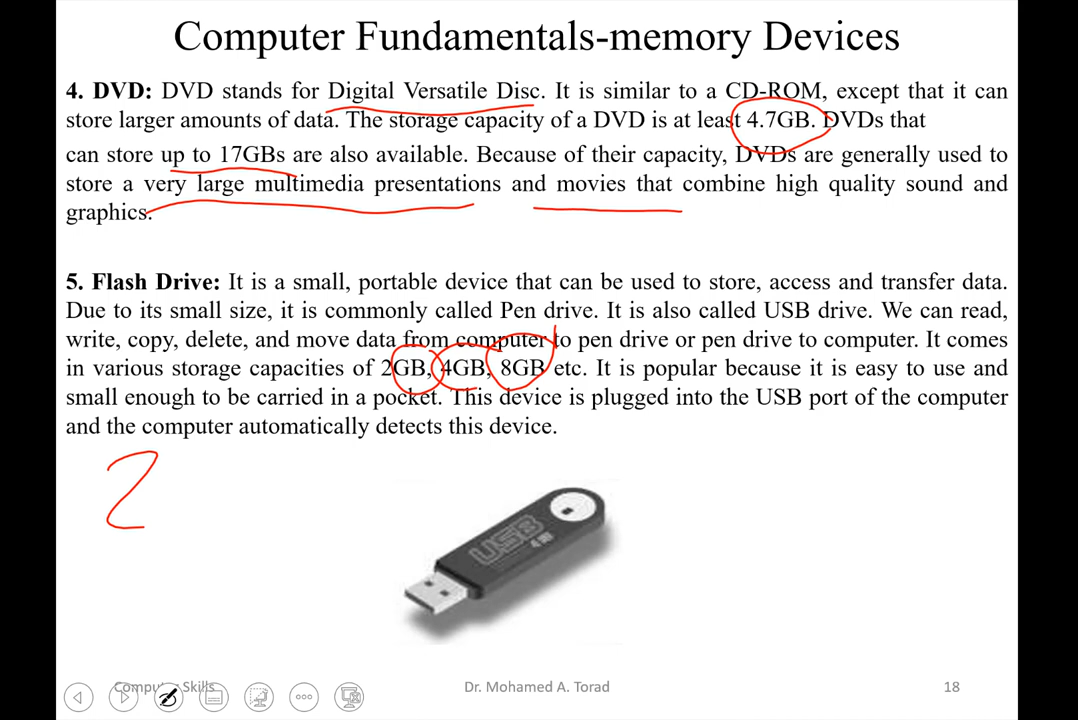 Computer Fundamentals-memory Devices
4. DVD: DVD stands for Digital Versatile Disc. It is similar to a CD-ROM, except that it can
store larger amounts of data. The storage capacity of a DVD is at least 4.7GB. DVDs that
can store up to 17GBs are also available. Because of their capacity, DVDs are generally used to
store a very large multimedia presentations and movies that combine high quality sound and
graphics.
5. Flash Drive: It is a small, portable device that can be used to store, access and transfer data.
Due to its small size, it is commonly called Pen drive. It is also called USB drive. We can read,
write, copy, delete, and move data from computer to pen drive or pen drive to computer. It comes
in various storage capacities of 2GB, 4GB, 8GB etc. It is popular because it is easy to use and
small enough to be carried in a pocket. This device is plugged into the USB port of the computer
and the computer automatically detects this device.
2
USB
Computer Skills
Dr. Mohamed A. Torad
18